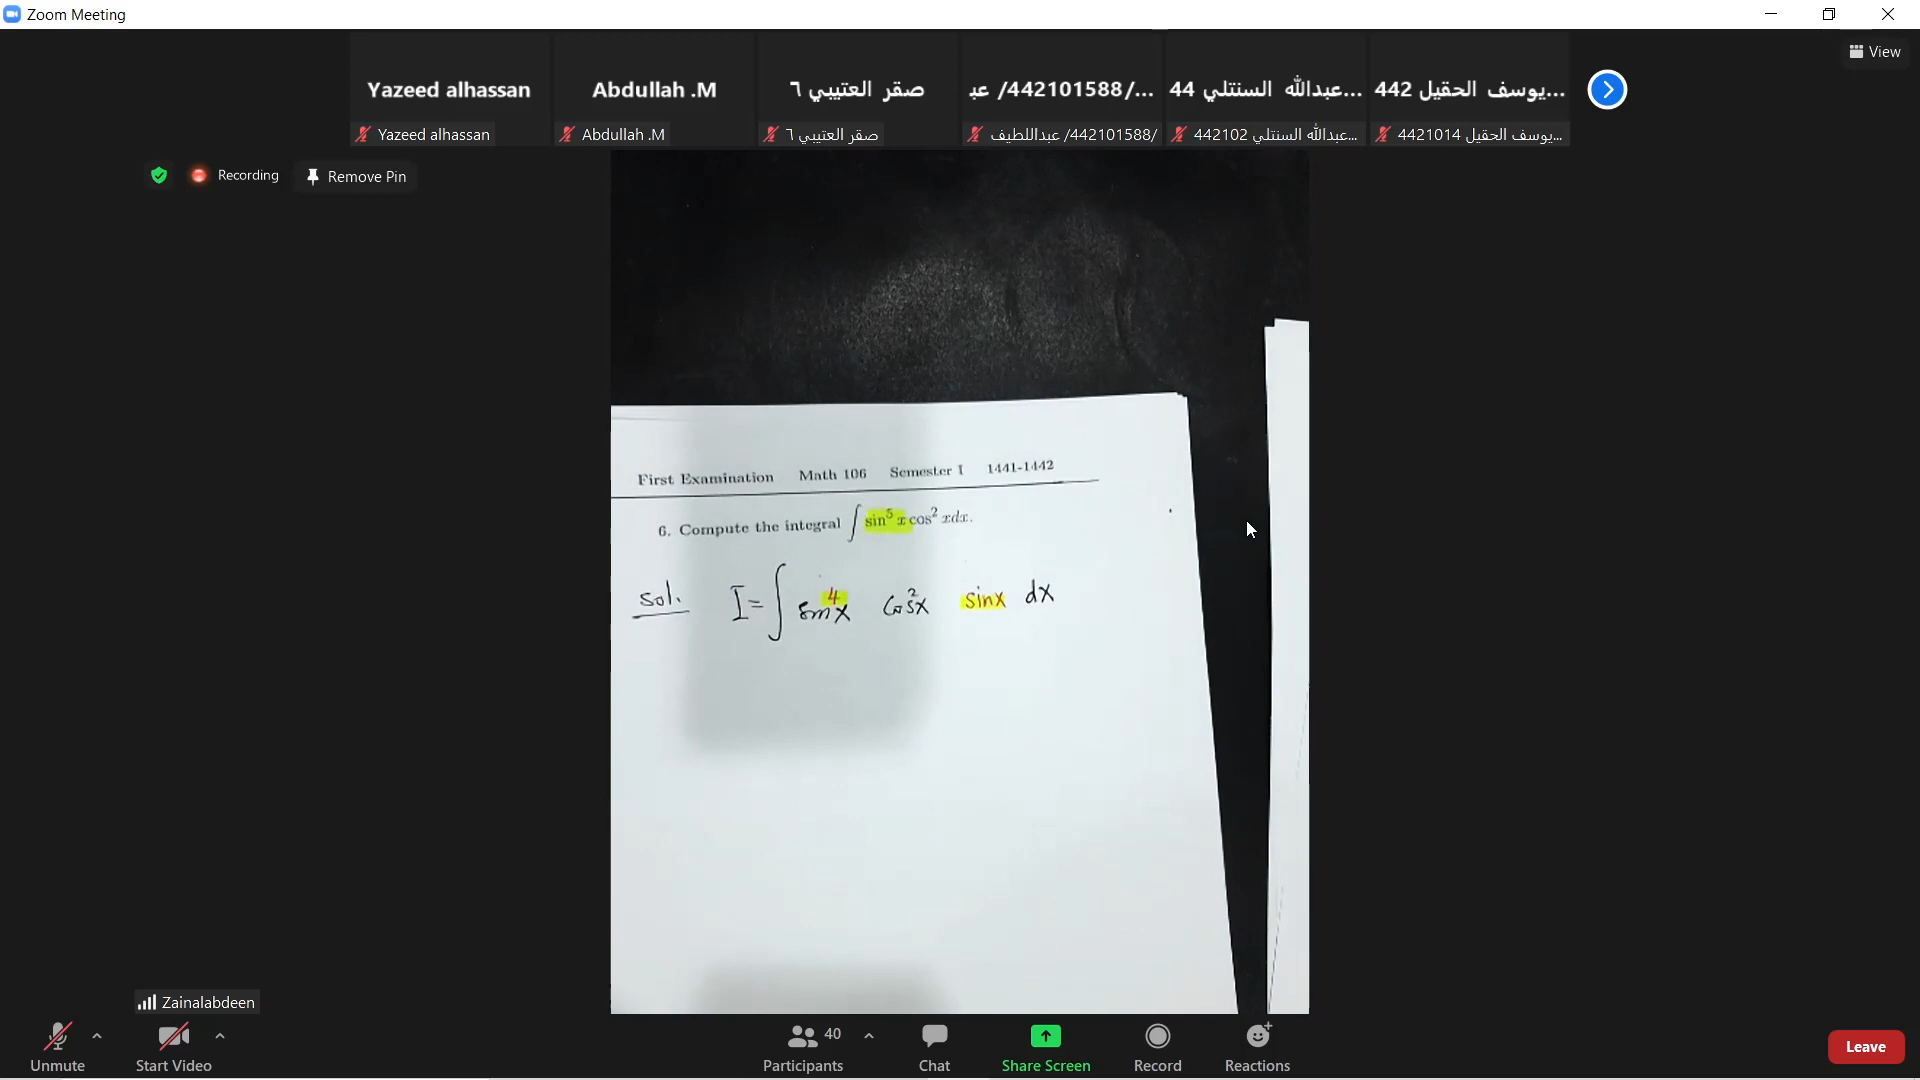 Zoom Meeting
View
Yazeed alhassan
Abdullah .M
صقر العتيبي ٦
عب /442101588/...
عبدالله السنتلي 44...
يوسف الحقيل 442...
Yazeed alhassan
Abdullah .M
صقر العتيبي ٦
عبداللطيف /442101588/
عبدالله السنتلي 442102...
يوسف الحقيل 4421014...
Recording
Remove Pin
First Examination Math 106 Semester I 1441-1442
6. Compute the integral ∫ sin⁵ x cos² xdx.
Sol. I = ∫ sin⁴x cos²x sinx dx
Zainalabdeen
Unmute
Start Video
40
Participants
Chat
Share Screen
Record
Reactions
Leave